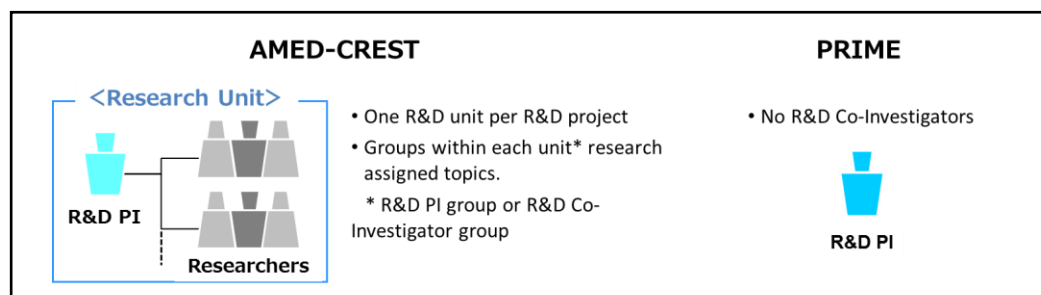 AMED-CREST
<Research Unit>
R&D PI
Researchers
• One R&D unit per R&D project
• Groups within each unit* research
assigned topics.
* R&D PI group or R&D Co-
Investigator group
PRIME
• No R&D Co-Investigators
R&D PI